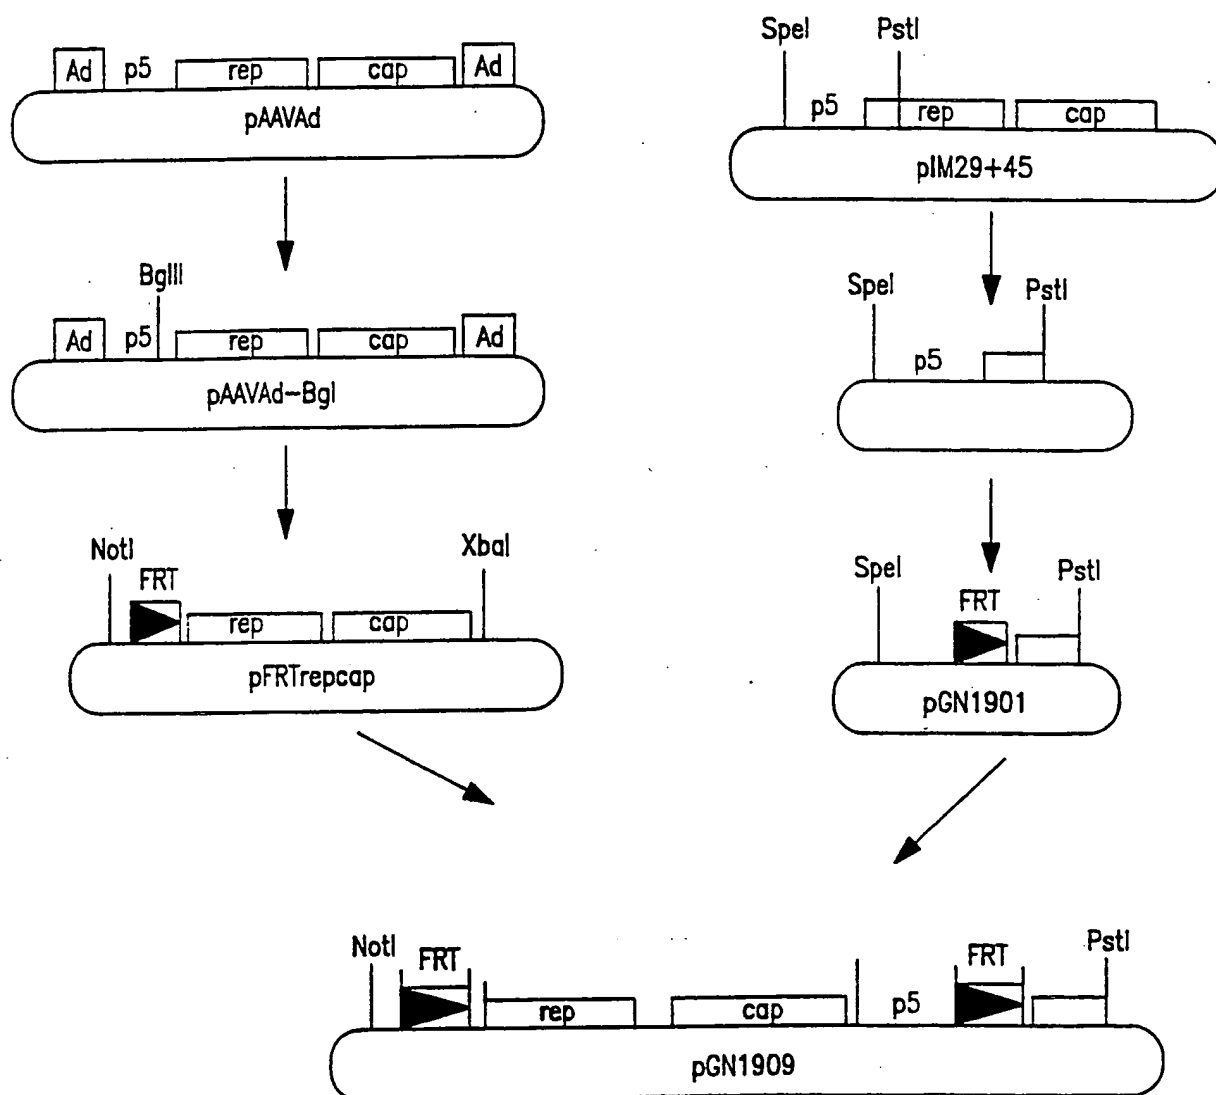 Ad p5 rep cap Ad
pAAVAd
SpeI PstI
p5 rep cap
pIM29+45
BglII
Ad p5 rep cap Ad
pAAVAd-Bgl
SpeI PstI
p5
NotI XbaI
FRT
rep cap
pFRTrepcap
SpeI PstI
FRT
pGN1901
NotI FRT FRT PstI
rep cap p5
pGN1909